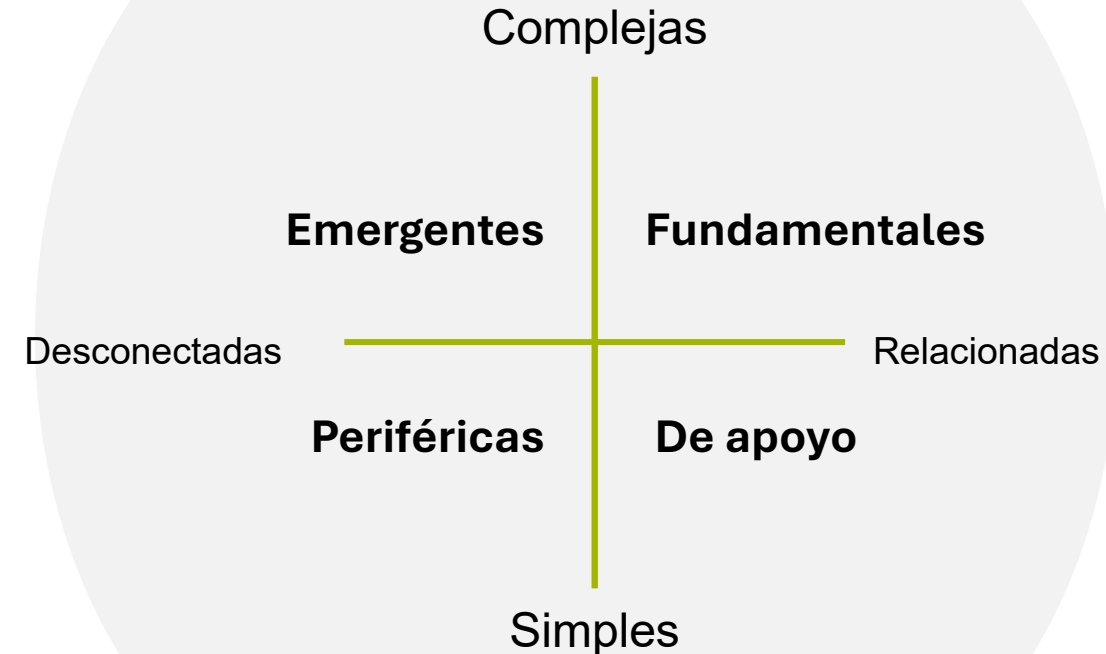 Complejas
Emergentes
Fundamentales
Desconectadas
Relacionadas
Periféricas
De apoyo
Simples